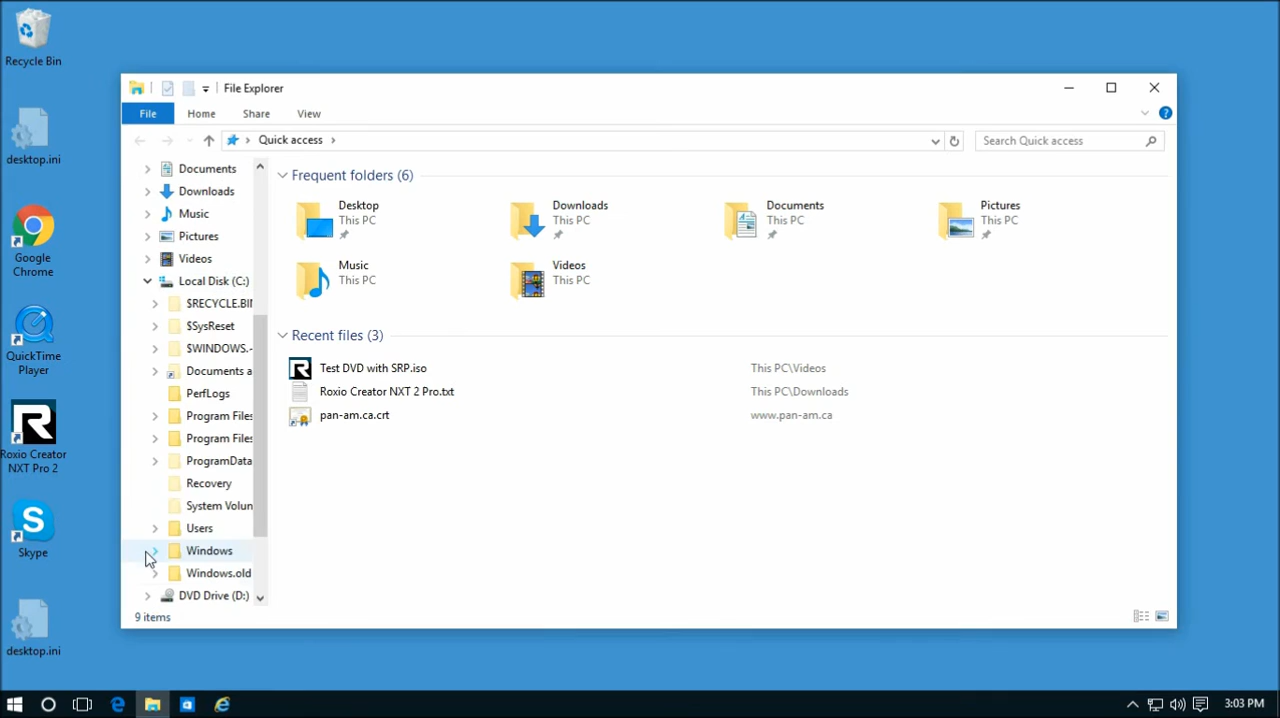 Recycle Bin
desktop.ini
Google
Chrome
QuickTime
Player
Roxio Creator
NXT Pro 2
Skype
desktop.ini
File Explorer
File
Home
Share
View
Quick access
Search Quick access
Documents
Downloads
Music
Pictures
Videos
Local Disk (C:)
$RECYCLE.BIN
$SysReset
$WINDOWS.~
Documents a
PerfLogs
Program Files
Program Files
ProgramData
Recovery
System Volum
Users
Windows
Windows.old
DVD Drive (D:)
9 items
Frequent folders (6)
Desktop
This PC
Downloads
This PC
Documents
This PC
Pictures
This PC
Music
This PC
Videos
This PC
Recent files (3)
Test DVD with SRP.iso
This PC\Videos
Roxio Creator NXT 2 Pro.txt
This PC\Downloads
pan-am.ca.crt
www.pan-am.ca
3:03 PM